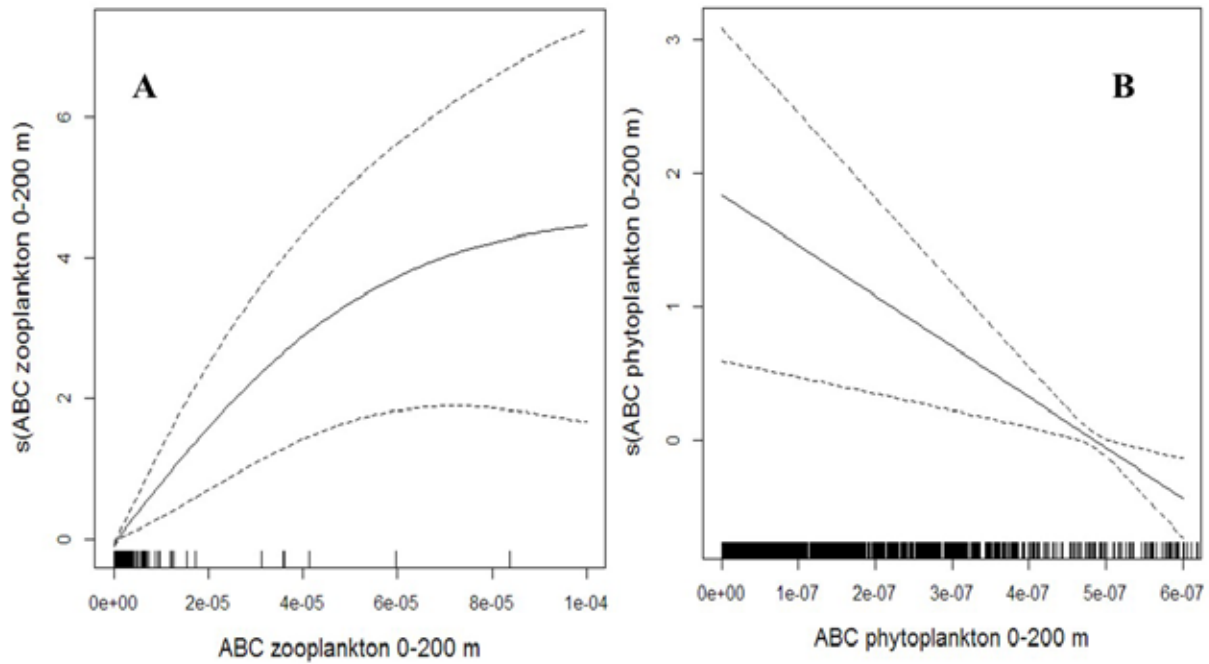 A
s(ABC zooplankton 0-200 m)
6
4
2
0
0e+00 2e-05 4e-05 6e-05 8e-05 1e-04
ABC zooplankton 0-200 m
B
s(ABC phytoplankton 0-200 m)
3
2
1
0
0e+00 1e-07 2e-07 3e-07 4e-07 5e-07 6e-07
ABC phytoplankton 0-200 m